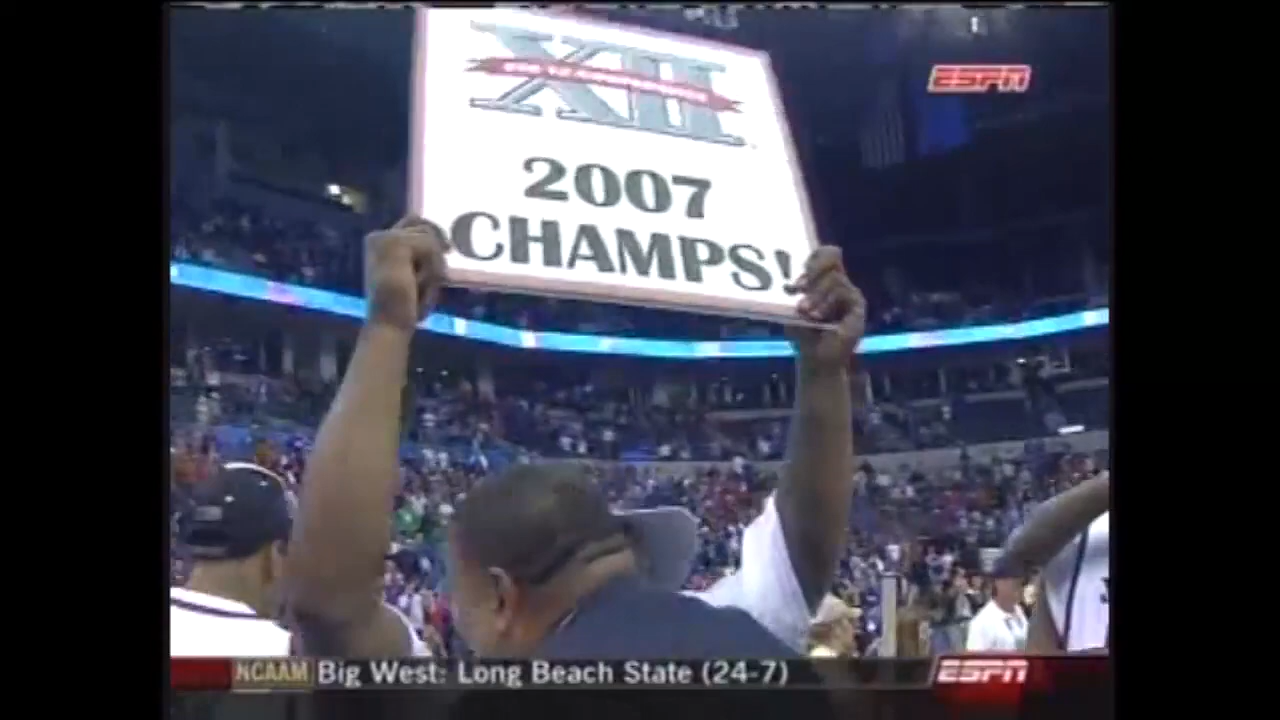 XII
ESPN
2007
CHAMPS!
NCAAM Big West: Long Beach State (24-7) ESPN